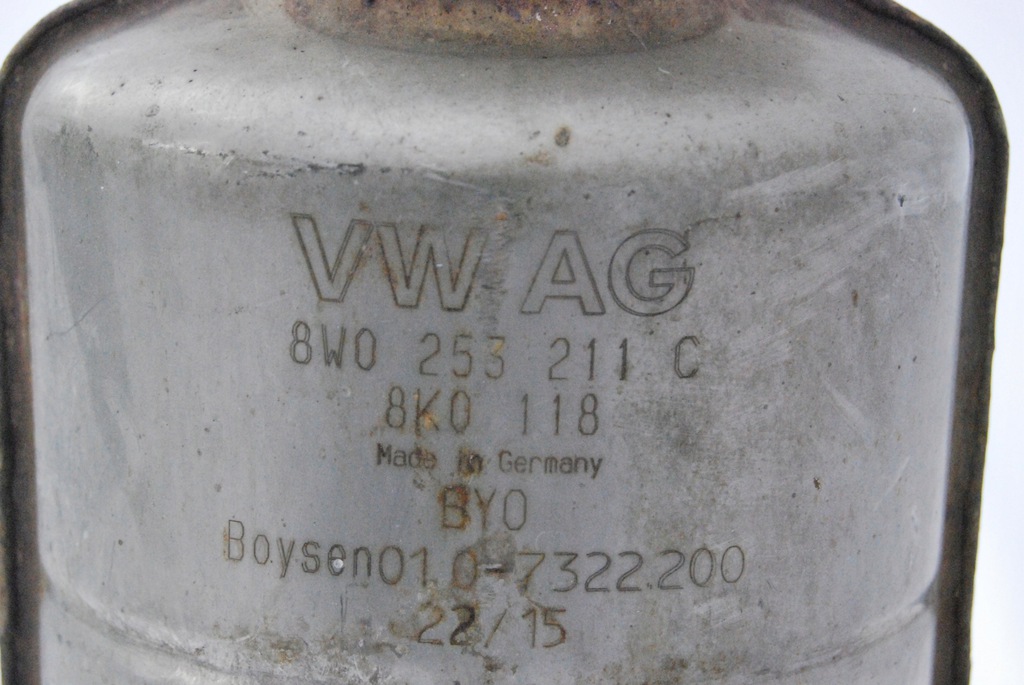 VW AG
8W0 253 211 C
8K0 118
Made in Germany
BYO
Boysen01.0-7322.200
22/15